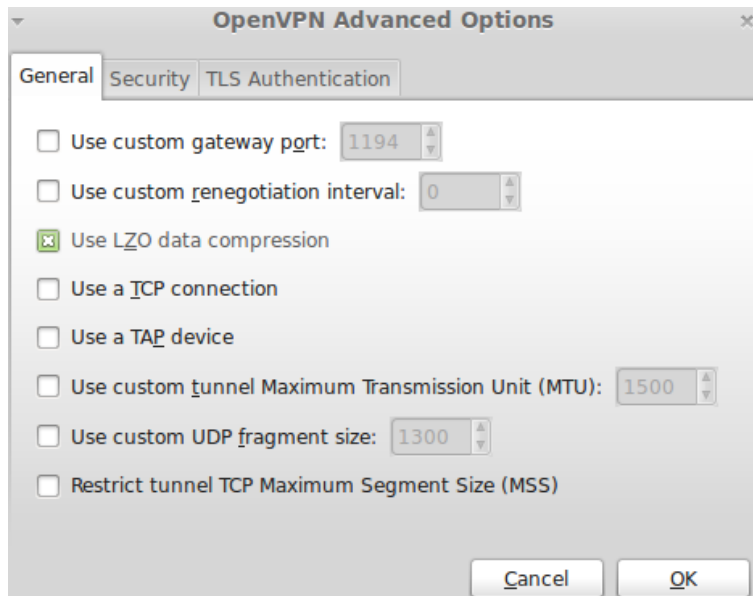 OpenVPN Advanced Options
General Security TLS Authentication
Use custom gateway port: 1194
Use custom renegotiation interval: 0
Use LZO data compression
Use a TCP connection
Use a TAP device
Use custom tunnel Maximum Transmission Unit (MTU): 1500
Use custom UDP fragment size: 1300
Restrict tunnel TCP Maximum Segment Size (MSS)
Cancel OK